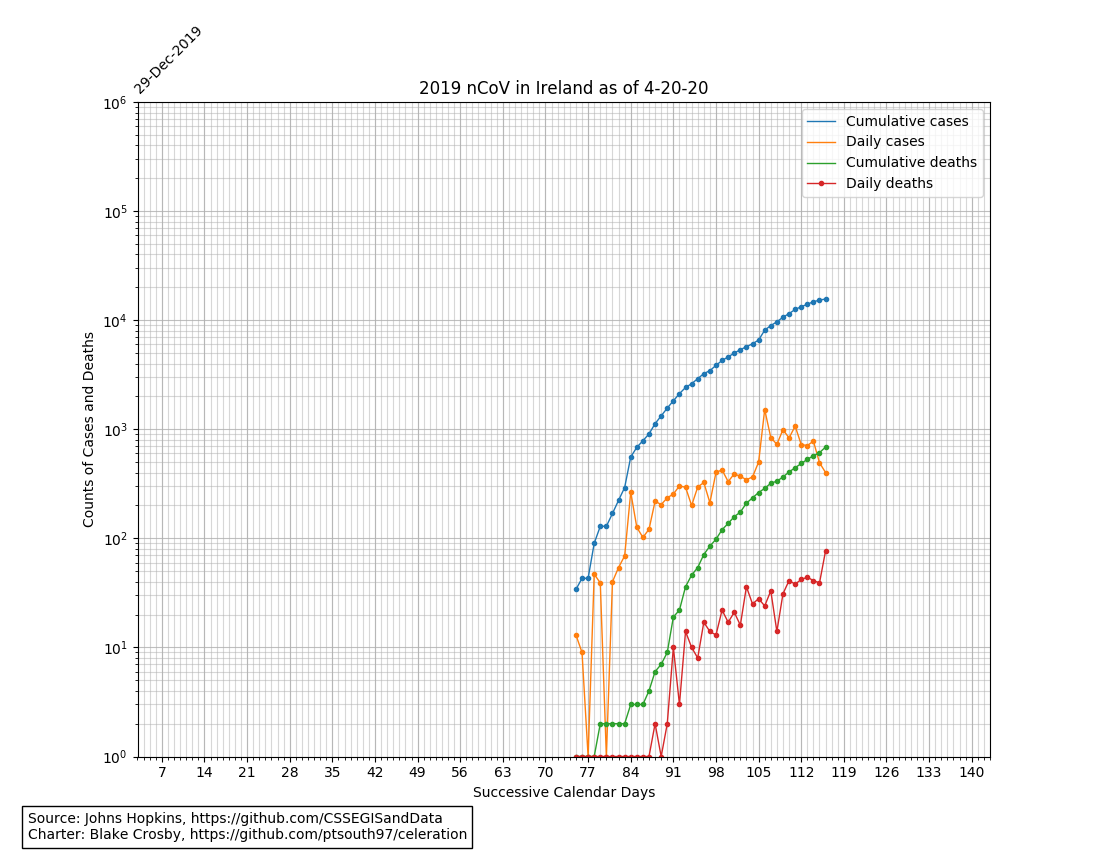 29-Dec-2019
2019 nCoV in Ireland as of 4-20-20
10^6
10^5
10^4
10^3
10^2
10^1
10^0
Counts of Cases and Deaths
Cumulative cases
Daily cases
Cumulative deaths
Daily deaths
7 14 21 28 35 42 49 56 63 70 77 84 91 98 105 112 119 126 133 140
Successive Calendar Days
Source: Johns Hopkins, https://github.com/CSSEGISandData
Charter: Blake Crosby, https://github.com/ptsouth97/celeration